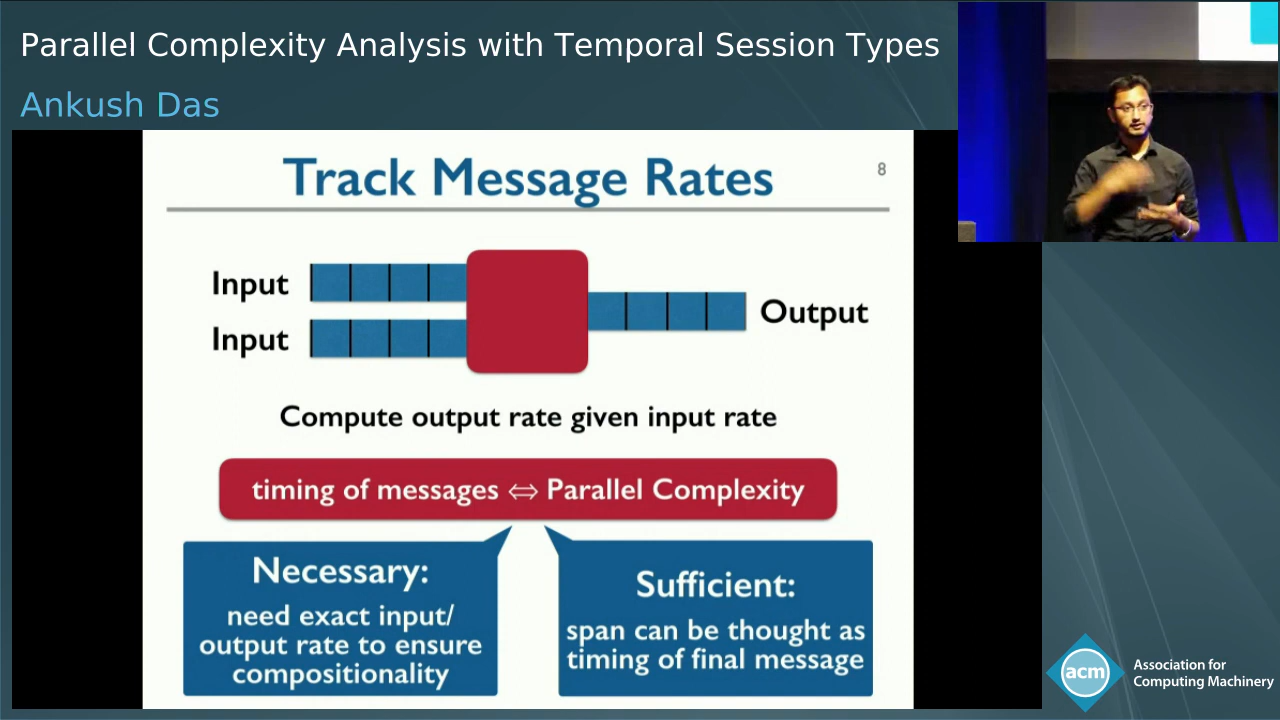 Parallel Complexity Analysis with Temporal Session Types
Ankush Das
Track Message Rates
8
Input
Input
Output
Compute output rate given input rate
timing of messages ⇔ Parallel Complexity
Necessary:
need exact input/
output rate to ensure
compositionality
Sufficient:
span can be thought as
timing of final message
acm
Association for
Computing Machinery